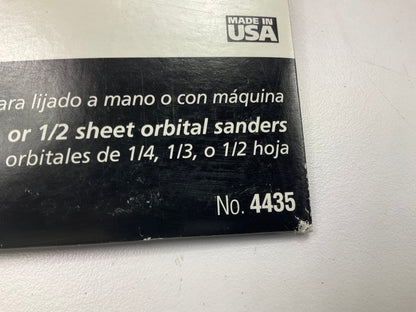 MADE IN
USA
ara lijado a mano o con máquina
or 1/2 sheet orbital sanders
orbitales de 1/4, 1/3, o 1/2 hoja
No. 4435